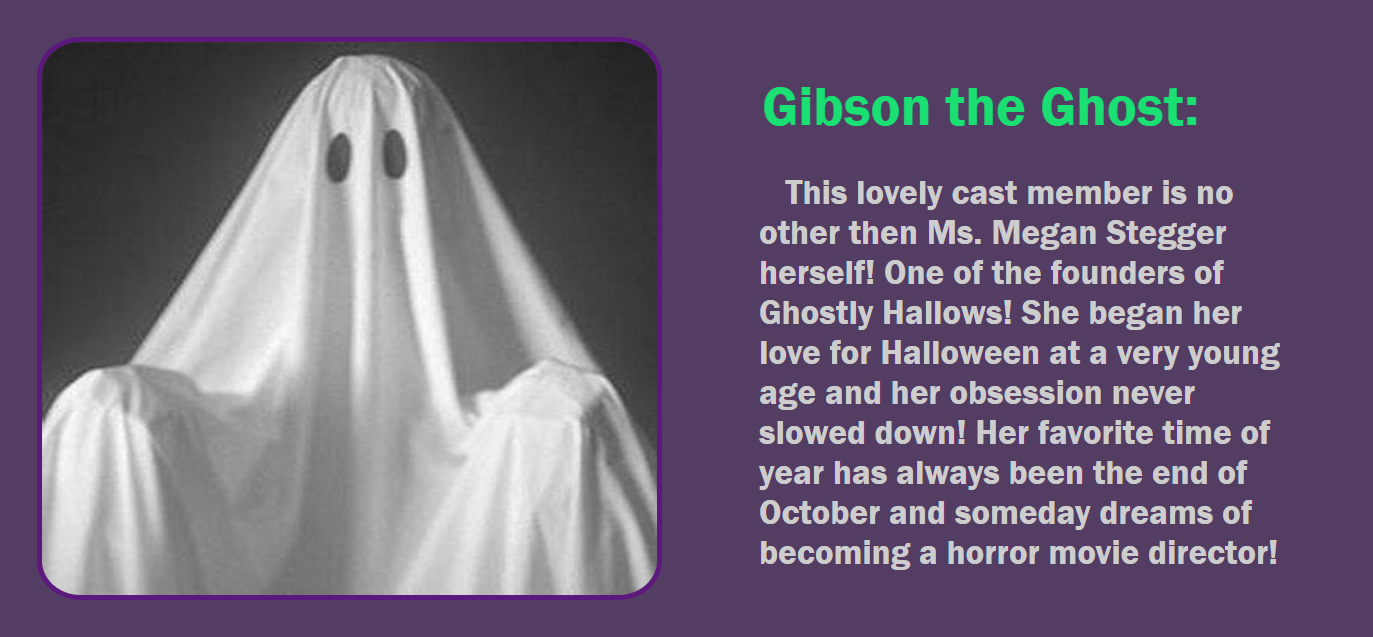 Gibson the Ghost:
This lovely cast member is no
other then Ms. Megan Stegger
herself! One of the founders of
Ghostly Hallows! She began her
love for Halloween at a very young
age and her obsession never
slowed down! Her favorite time of
year has always been the end of
October and someday dreams of
becoming a horror movie director!